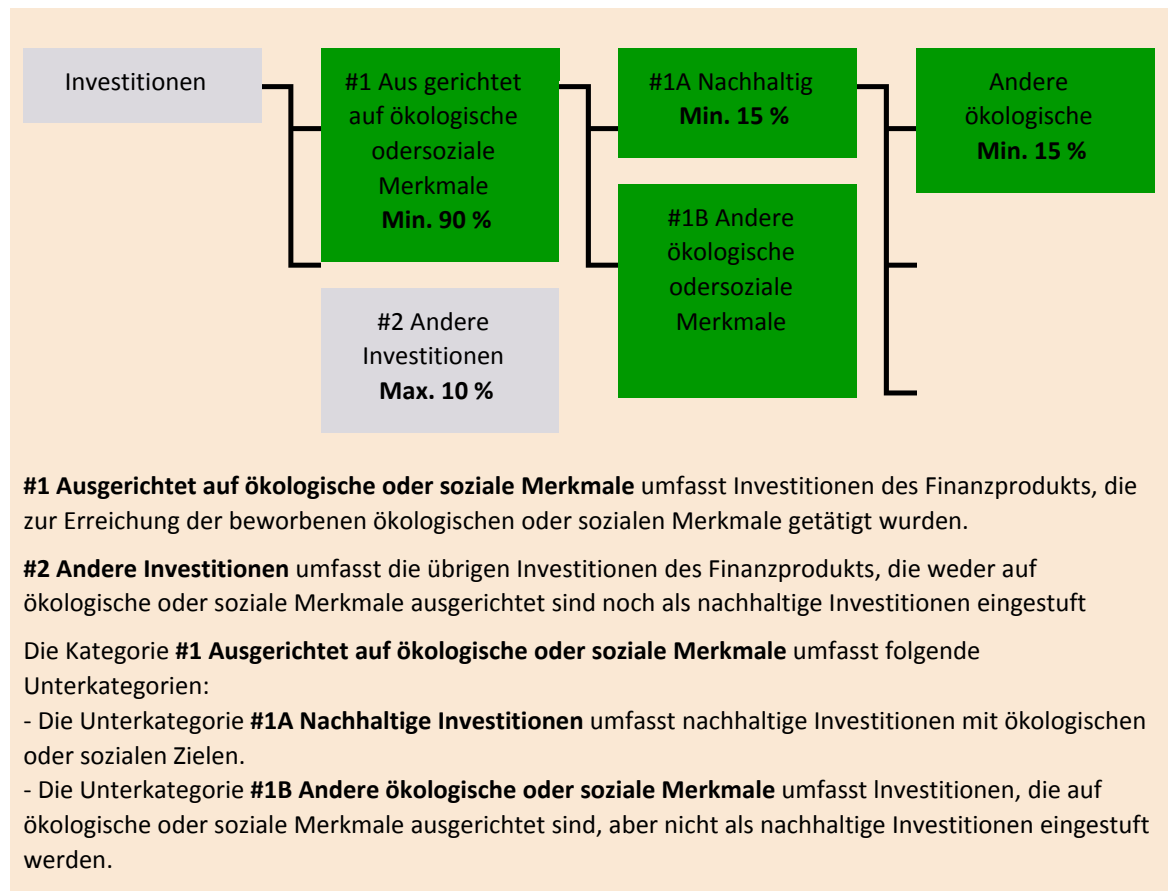 Investitionen
#1 Aus gerichtet
auf ökologische
odersoziale
Merkmale
Min. 90 %
#2 Andere
Investitionen
Max. 10 %
#1A Nachhaltig
Min. 15 %
#1B Andere
ökologische
odersoziale
Merkmale
Andere
ökologische
Min. 15 %
#1 Ausgerichtet auf ökologische oder soziale Merkmale umfasst Investitionen des Finanzprodukts, die
zur Erreichung der beworbenen ökologischen oder sozialen Merkmale getätigt wurden.
#2 Andere Investitionen umfasst die übrigen Investitionen des Finanzprodukts, die weder auf
ökologische oder soziale Merkmale ausgerichtet sind noch als nachhaltige Investitionen eingestuft
Die Kategorie #1 Ausgerichtet auf ökologische oder soziale Merkmale umfasst folgende
Unterkategorien:
- Die Unterkategorie #1A Nachhaltige Investitionen umfasst nachhaltige Investitionen mit ökologischen
oder sozialen Zielen.
- Die Unterkategorie #1B Andere ökologische oder soziale Merkmale umfasst lnvestitionen, die auf
ökologische oder soziale Merkmale ausgerichtet sind, aber nicht als nachhaltige Investitionen eingestuft
werden.